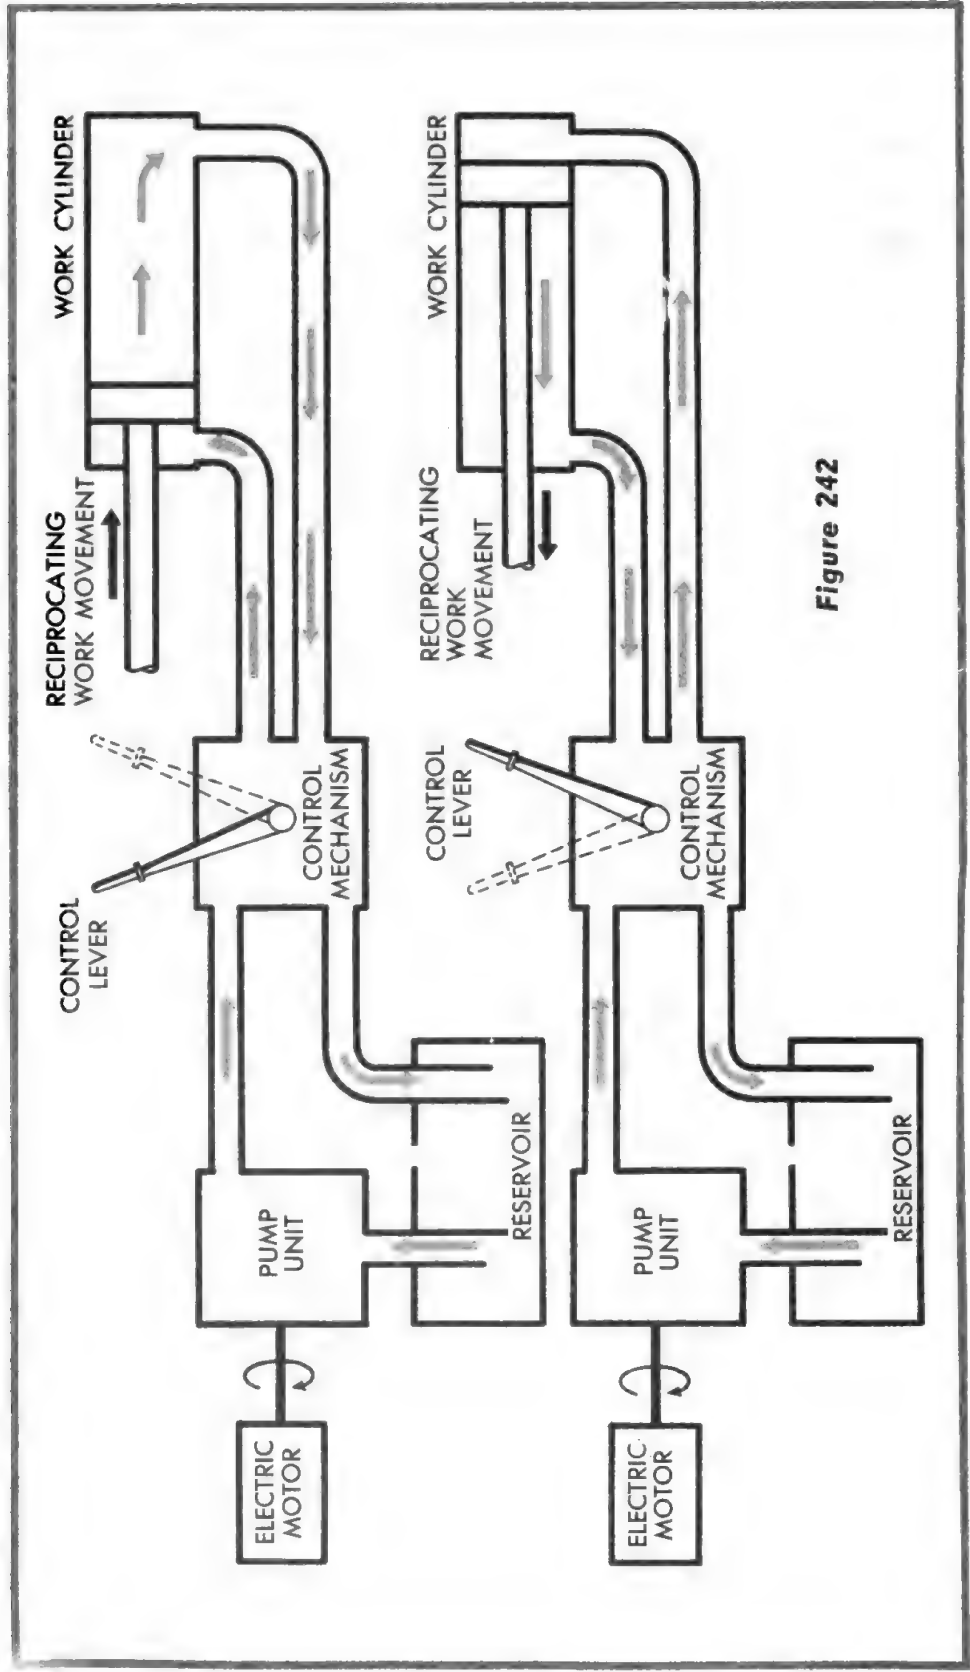 ELECTRIC
MOTOR
PUMP
UNIT
RESERVOIR
CONTROL
LEVER
CONTROL
MECHANISM
RECIPROCATING
WORK MOVEMENT
WORK CYLINDER
ELECTRIC
MOTOR
PUMP
UNIT
RESERVOIR
CONTROL
LEVER
CONTROL
MECHANISM
RECIPROCATING
WORK
MOVEMENT
WORK CYLINDER
Figure 242